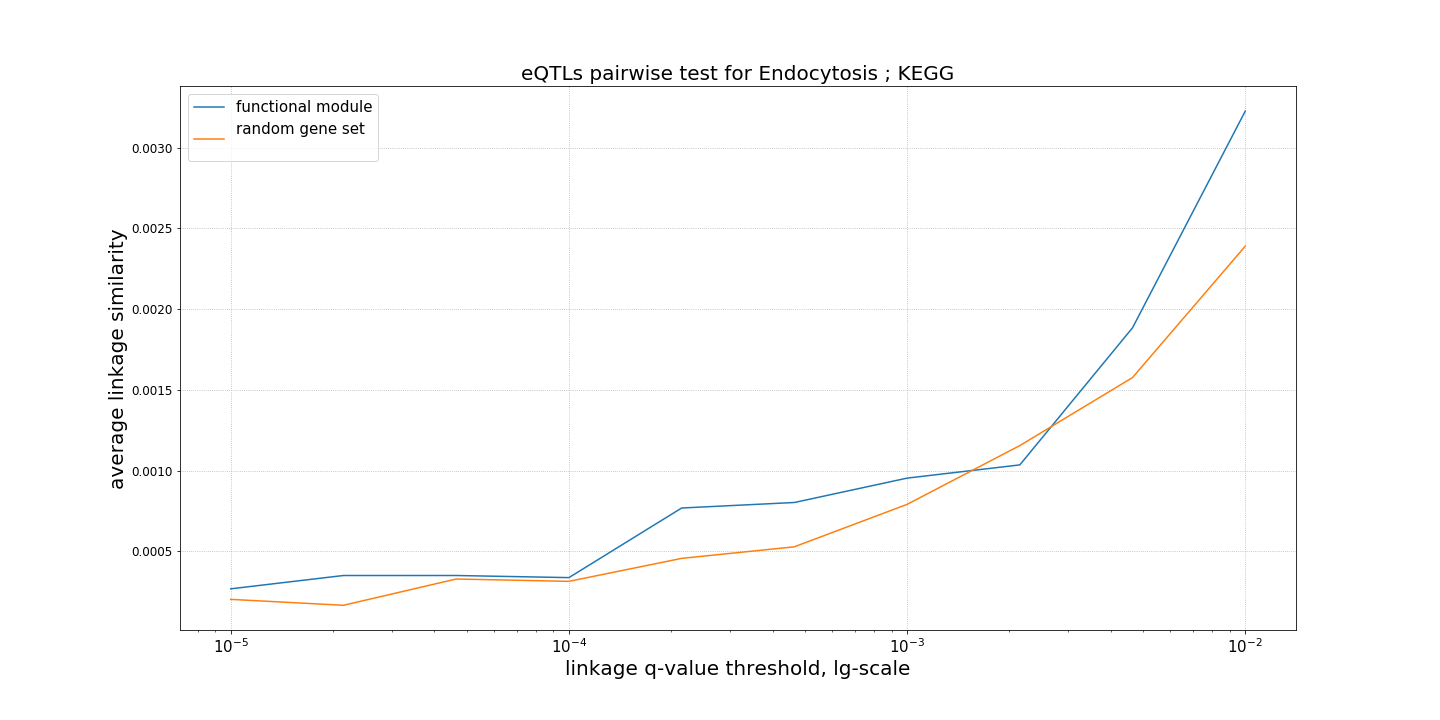 eQTLs pairwise test for Endocytosis ; KEGG
functional module
random gene set
average linkage similarity
0.0030
0.0025
0.0020
0.0015
0.0010
0.0005
10⁻⁵ 10⁻⁴ 10⁻³ 10⁻²
linkage q-value threshold, lg-scale